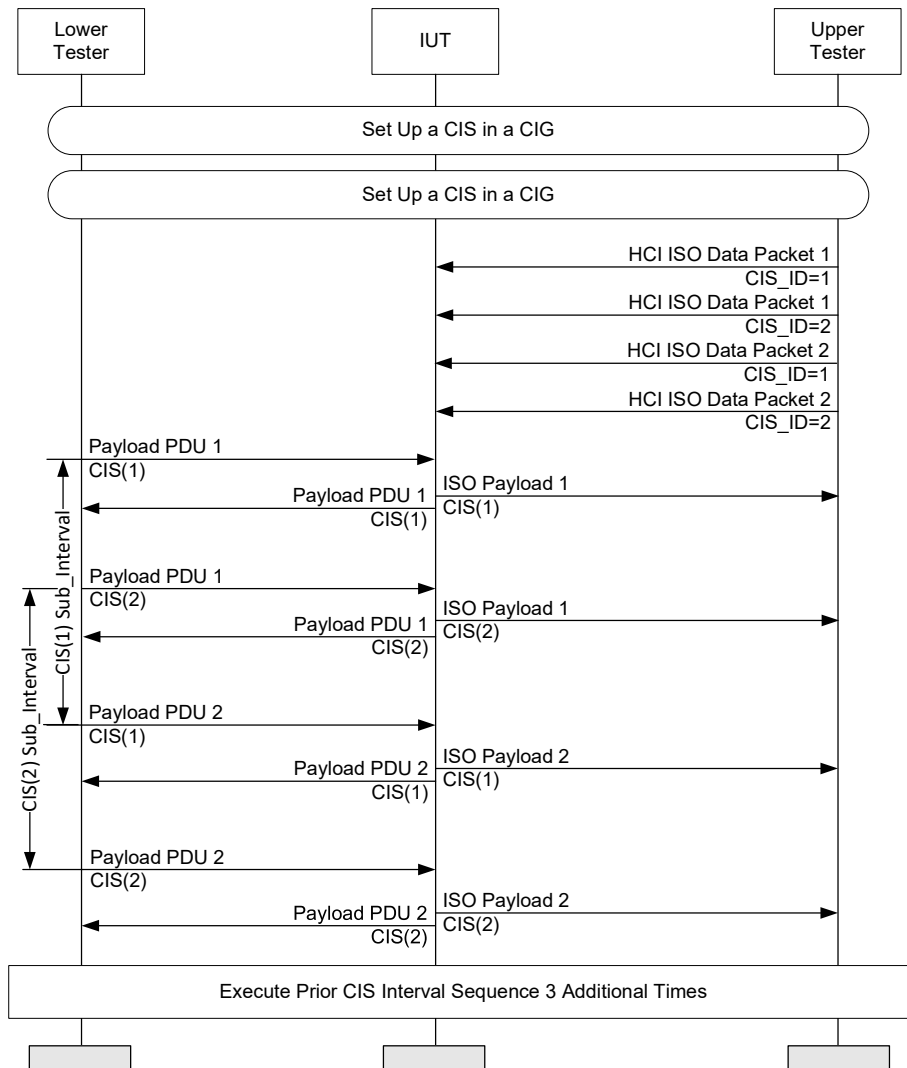 Lower
Tester
IUT
Upper
Tester
Set Up a CIS in a CIG
Set Up a CIS in a CIG
HCI ISO Data Packet 1
CIS_ID=1
HCI ISO Data Packet 1
CIS_ID=2
HCI ISO Data Packet 2
CIS_ID=1
HCI ISO Data Packet 2
CIS_ID=2
Payload PDU 1
CIS(1)
ISO Payload 1
CIS(1)
Payload PDU 1
CIS(1)
CIS(1) Sub_Interval
Payload PDU 1
CIS(2)
ISO Payload 1
CIS(2)
Payload PDU 1
CIS(2)
CIS(2) Sub_Interval
Payload PDU 2
CIS(1)
ISO Payload 2
CIS(1)
Payload PDU 2
CIS(1)
Payload PDU 2
CIS(2)
ISO Payload 2
CIS(2)
Payload PDU 2
CIS(2)
Execute Prior CIS Interval Sequence 3 Additional Times